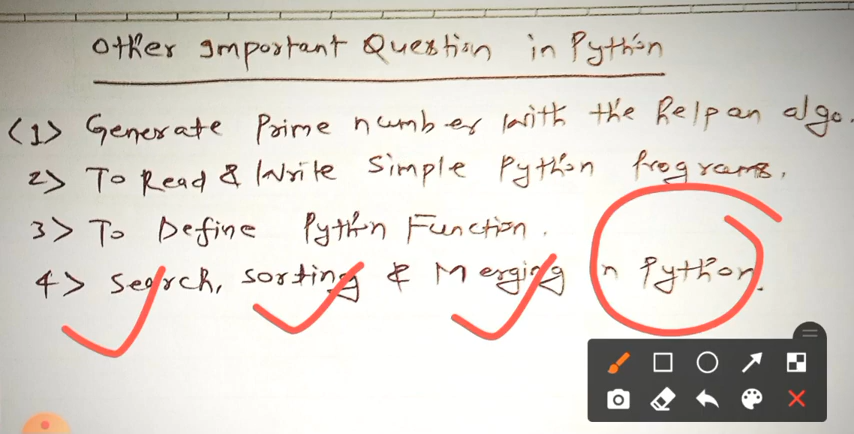 Other Important Question in Python
(1) Generate Prime number with the help an algo.
2> To Read & Write Simple Python Programs.
3> To Define Python Function.
4> Search, Sorting & Merging in Python.